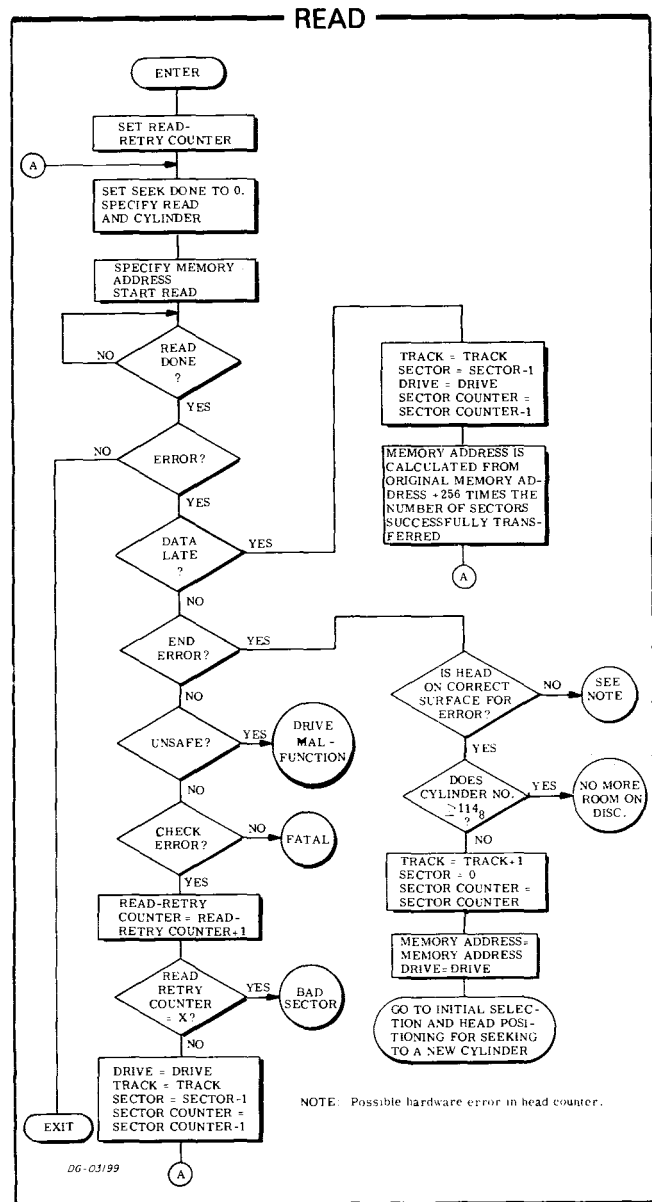 READ
ENTER
SET READ-
RETRY COUNTER
A
SET SEEK DONE TO 0.
SPECIFY READ
AND CYLINDER
SPECIFY MEMORY
ADDRESS
START READ
NO
READ
DONE
?
YES
NO
ERROR?
YES
DATA
LATE
?
YES
NO
TRACK = TRACK
SECTOR = SECTOR-1
DRIVE = DRIVE
SECTOR COUNTER =
SECTOR COUNTER-1
MEMORY ADDRESS IS
CALCULATED FROM
ORIGINAL MEMORY AD-
DRESS +256 TIMES THE
NUMBER OF SECTORS
SUCCESSFULLY TRANS-
FERRED
A
END
ERROR?
YES
NO
IS HEAD
ON CORRECT
SURFACE FOR
ERROR?
NO
SEE
NOTE
YES
UNSAFE?
YES
DRIVE
MAL-
FUNCTION
NO
DOES
CYLINDER NO.
≥114₈
?
YES
NO MORE
ROOM ON
DISC.
NO
CHECK
ERROR?
NO
FATAL
YES
TRACK = TRACK+1
SECTOR = 0
SECTOR COUNTER =
SECTOR COUNTER
READ-RETRY
COUNTER = READ-
RETRY COUNTER+1
MEMORY ADDRESS=
MEMORY ADDRESS
DRIVE=DRIVE
READ
RETRY
COUNTER
= X?
YES
BAD
SECTOR
NO
GO TO INITIAL SELEC-
TION AND HEAD POSI-
TIONING FOR SEEKING
TO A NEW CYLINDER
DRIVE = DRIVE
TRACK = TRACK
SECTOR = SECTOR-1
SECTOR COUNTER =
SECTOR COUNTER-1
NOTE: Possible hardware error in head counter.
EXIT
DG-03199
A